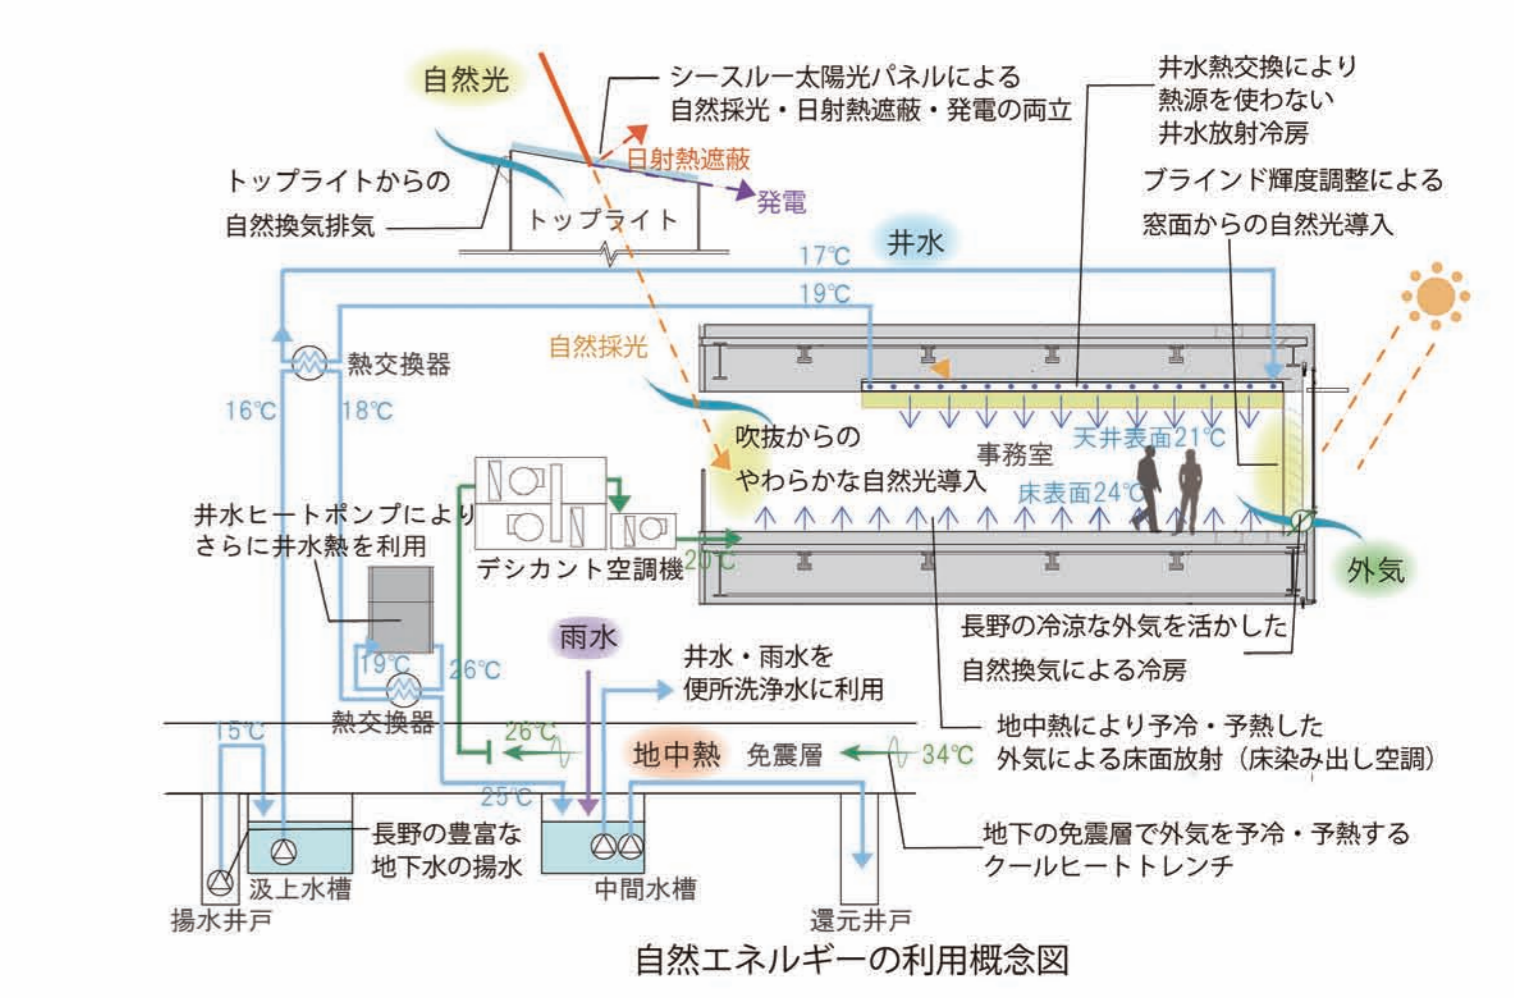 自然光
シースルー太陽光パネルによる
自然採光・日射熱遮蔽・発電の両立
井水熱交換により
熱源を使わない
井水放射冷房
日射熱遮蔽
発電
トップライトからの
自然換気排気
トップライト
ブラインド輝度調整による
窓面からの自然光導入
井水
17℃
19℃
自然採光
熱交換器
16℃
18℃
吹抜からの
やわらかな自然光導入
事務室
天井表面21℃
床表面24℃
井水ヒートポンプにより
さらに井水熱を利用
デシカント空調機
20℃
外気
雨水
井水・雨水を
便所洗浄水に利用
長野の冷涼な外気を活かした
自然換気による冷房
19℃
26℃
熱交換器
15℃
26℃
地中熱
免震層
34℃
地中熱により予冷・予熱した
外気による床面放射（床染み出し空調）
25℃
長野の豊富な
地下水の揚水
地下の免震層で外気を予冷・予熱する
クールヒートトレンチ
汲上水槽
中間水槽
揚水井戸
還元井戸
自然エネルギーの利用概念図